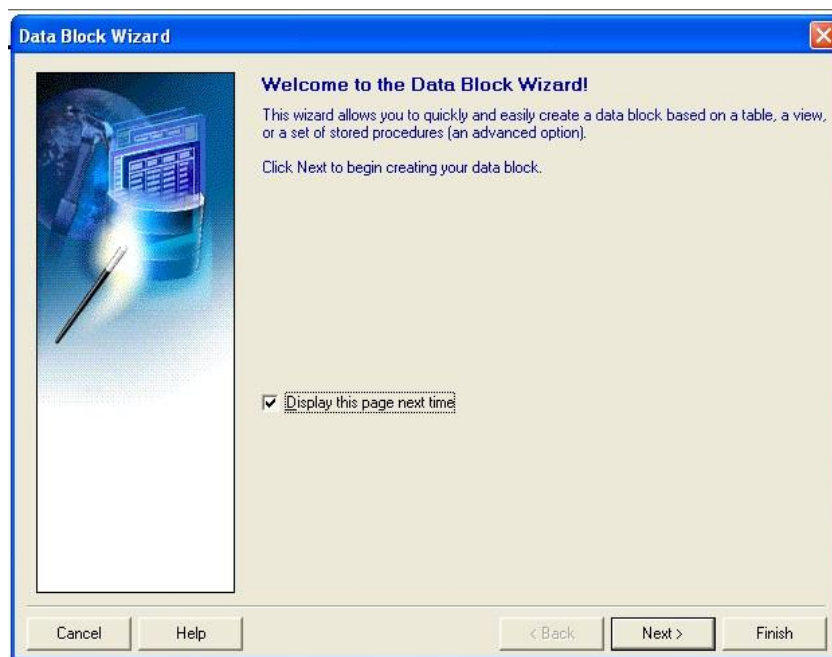 Data Block Wizard
Welcome to the Data Block Wizard!
This wizard allows you to quickly and easily create a data block based on a table, a view,
or a set of stored procedures (an advanced option).
Click Next to begin creating your data block.
Display this page next time
Cancel Help < Back Next > Finish